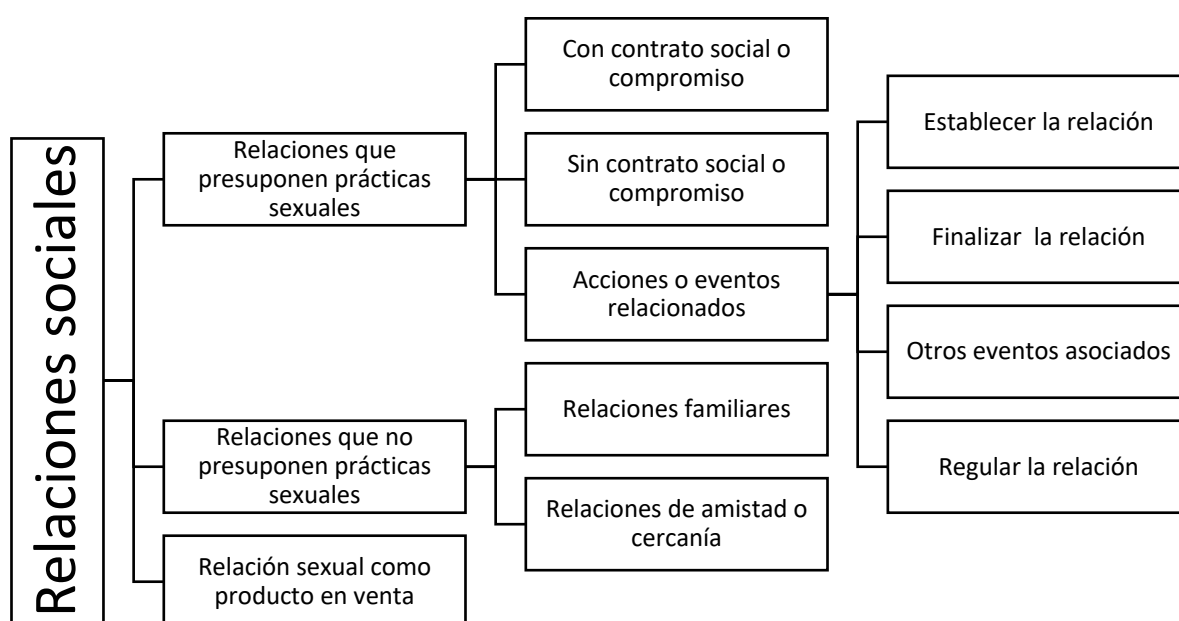 Relaciones sociales
Relaciones que
presuponen prácticas
sexuales
Con contrato social o
compromiso
Sin contrato social o
compromiso
Acciones o eventos
relacionados
Establecer la relación
Finalizar la relación
Otros eventos asociados
Regular la relación
Relaciones que no
presuponen prácticas
sexuales
Relaciones familiares
Relaciones de amistad o
cercanía
Relación sexual como
producto en venta